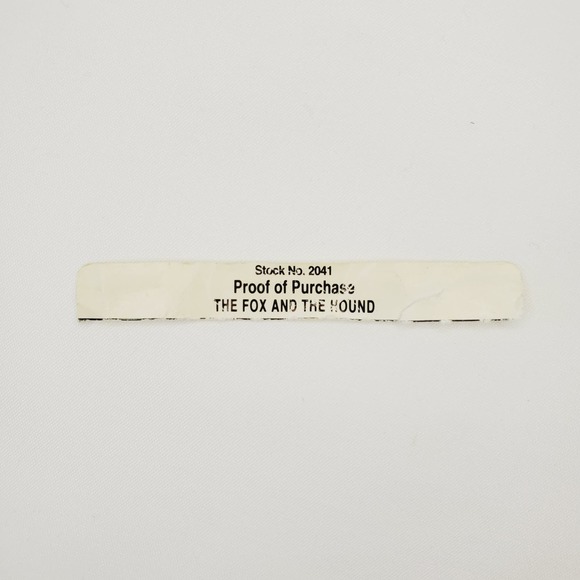 Stock No. 2041
Proof of Purchase
THE FOX AND THE HOUND